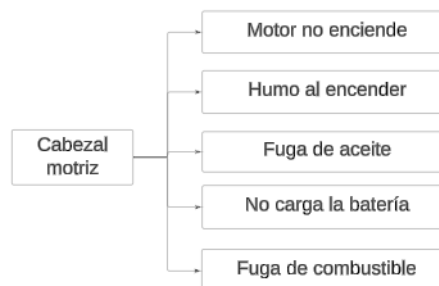 Motor no enciende
Humo al encender
Cabezal
motriz
Fuga de aceite
No carga la batería
Fuga de combustible